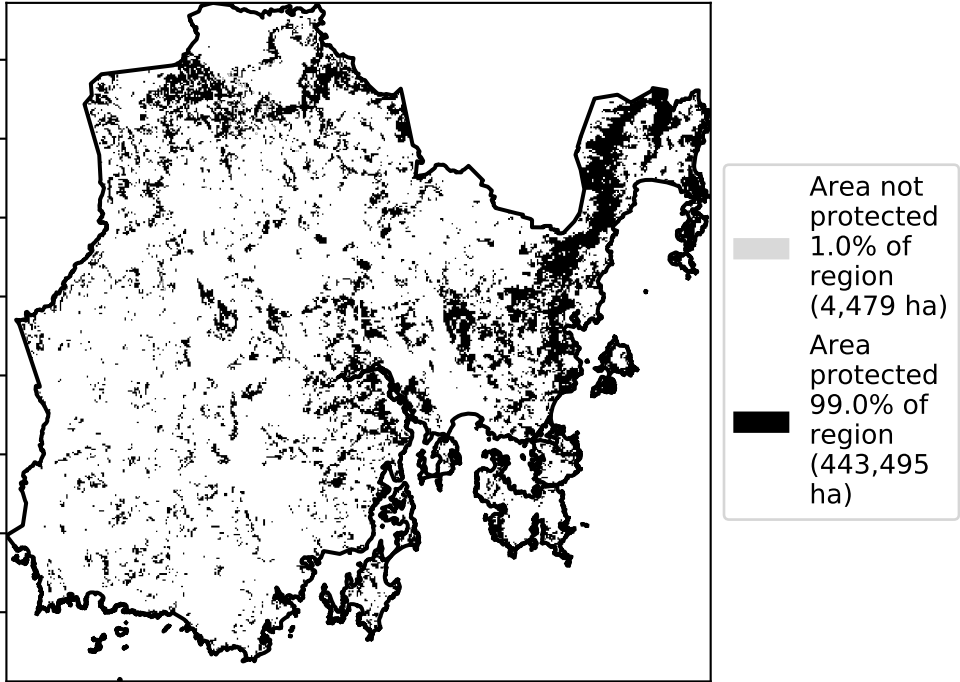 Area not
protected
1.0% of
region
(4,479 ha)
Area
protected
99.0% of
region
(443,495
ha)